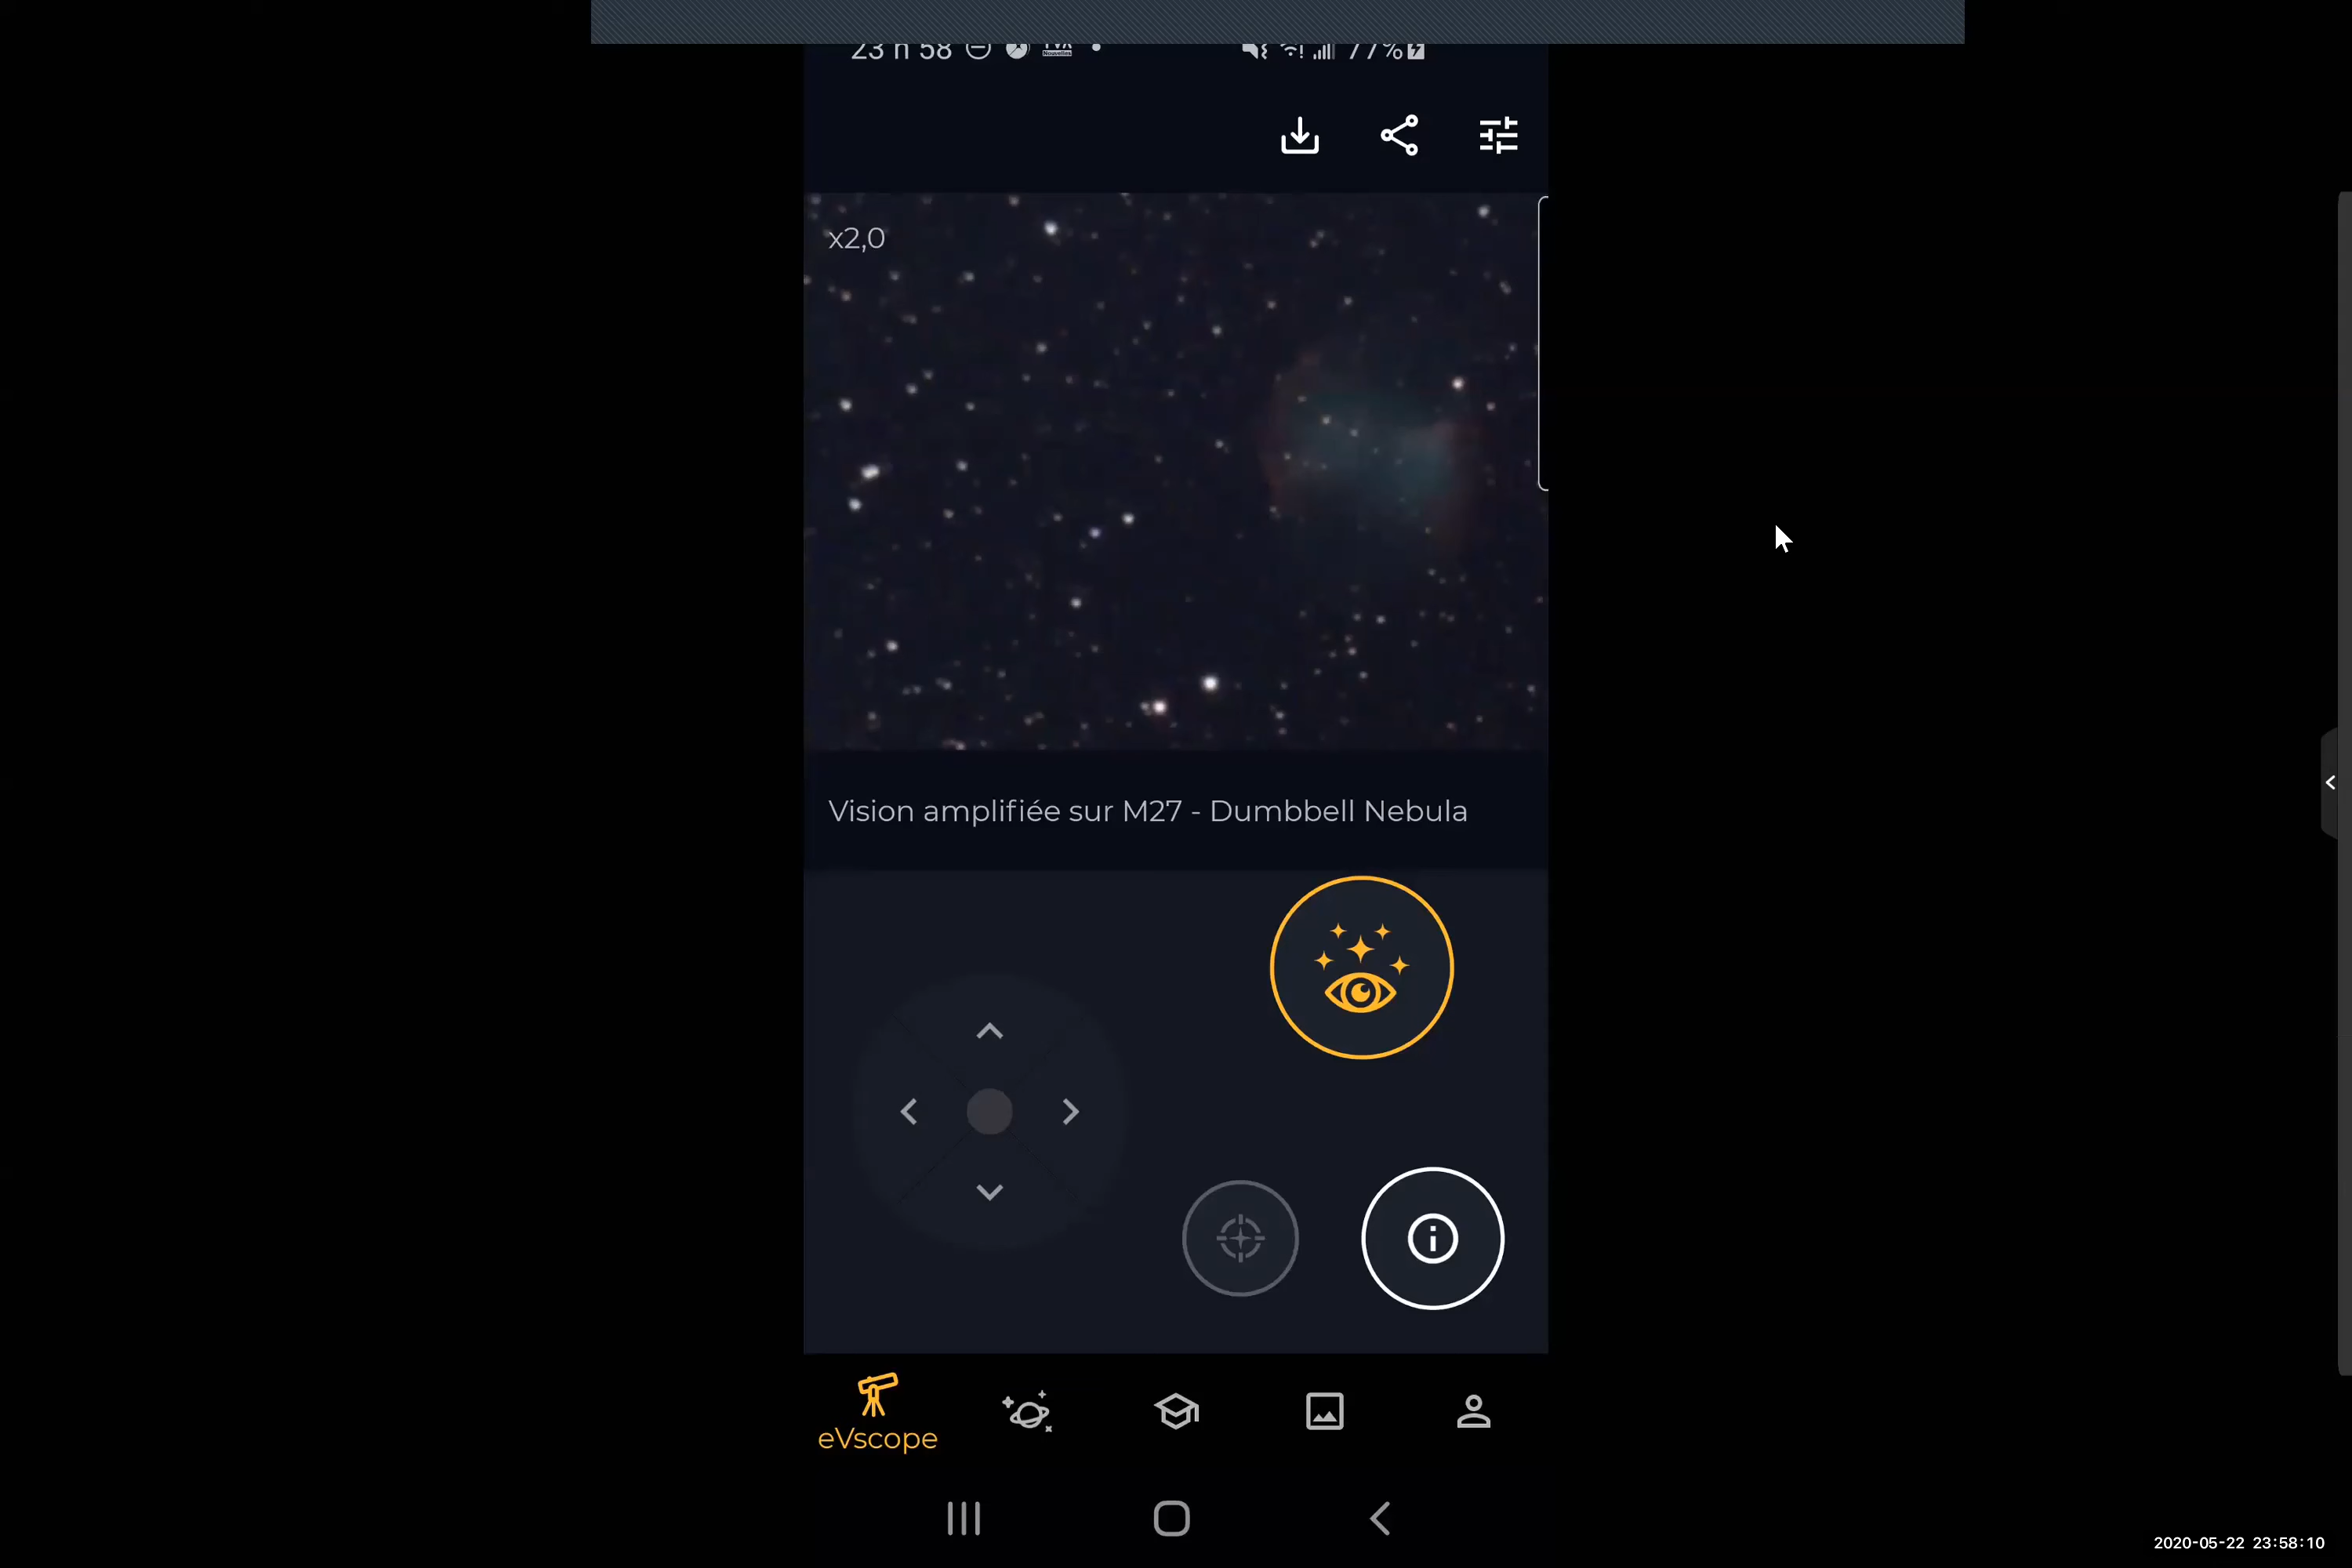 23 h 58 77%
x2,0
Vision amplifiée sur M27 - Dumbbell Nebula
eVscope
2020-05-22 23:58:10